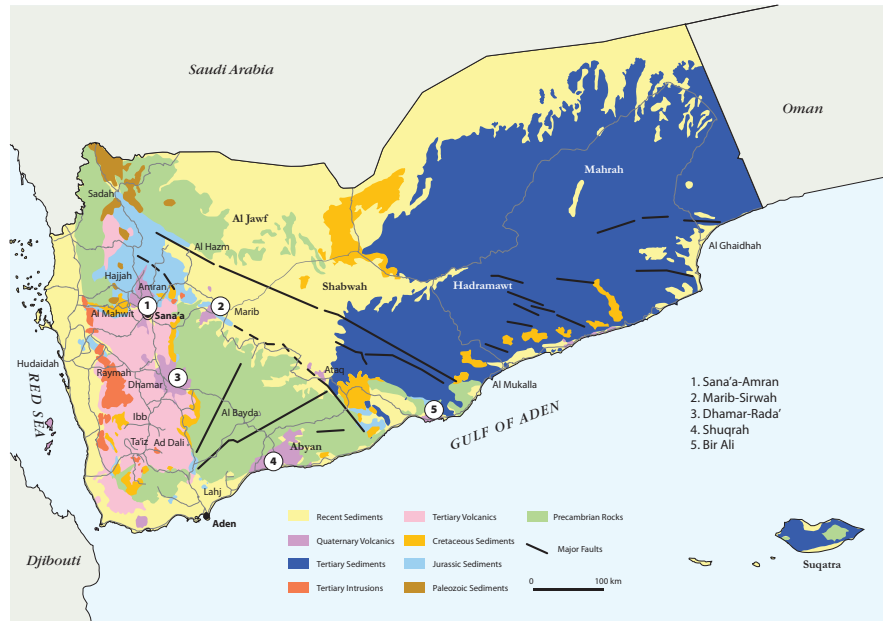 Saudi Arabia
Oman
Mahrah
Sadah
Al Jawf
Al Hazm
Al Ghaidhah
Hajjah
Amran
Shabwah
Hadramawt
1
2
Al Mahwit
Sana'a
Marib
Hudaidah
RED SEA
Raymah
Dhamar
3
Ataq
Al Mukalla
Al Bayda
5
Ibb
GULF OF ADEN
Ta'iz
Ad Dali
Abyan
4
Lahj
Aden
Djibouti
1. Sana'a-Amran
2. Marib-Sirwah
3. Dhamar-Rada'
4. Shuqrah
5. Bir Ali
Recent Sediments
Tertiary Volcanics
Precambrian Rocks
Quaternary Volcanics
Cretaceous Sediments
Major Faults
Tertiary Sediments
Jurassic Sediments
Tertiary Intrusions
Paleozoic Sediments
0 100 km
Suqatra